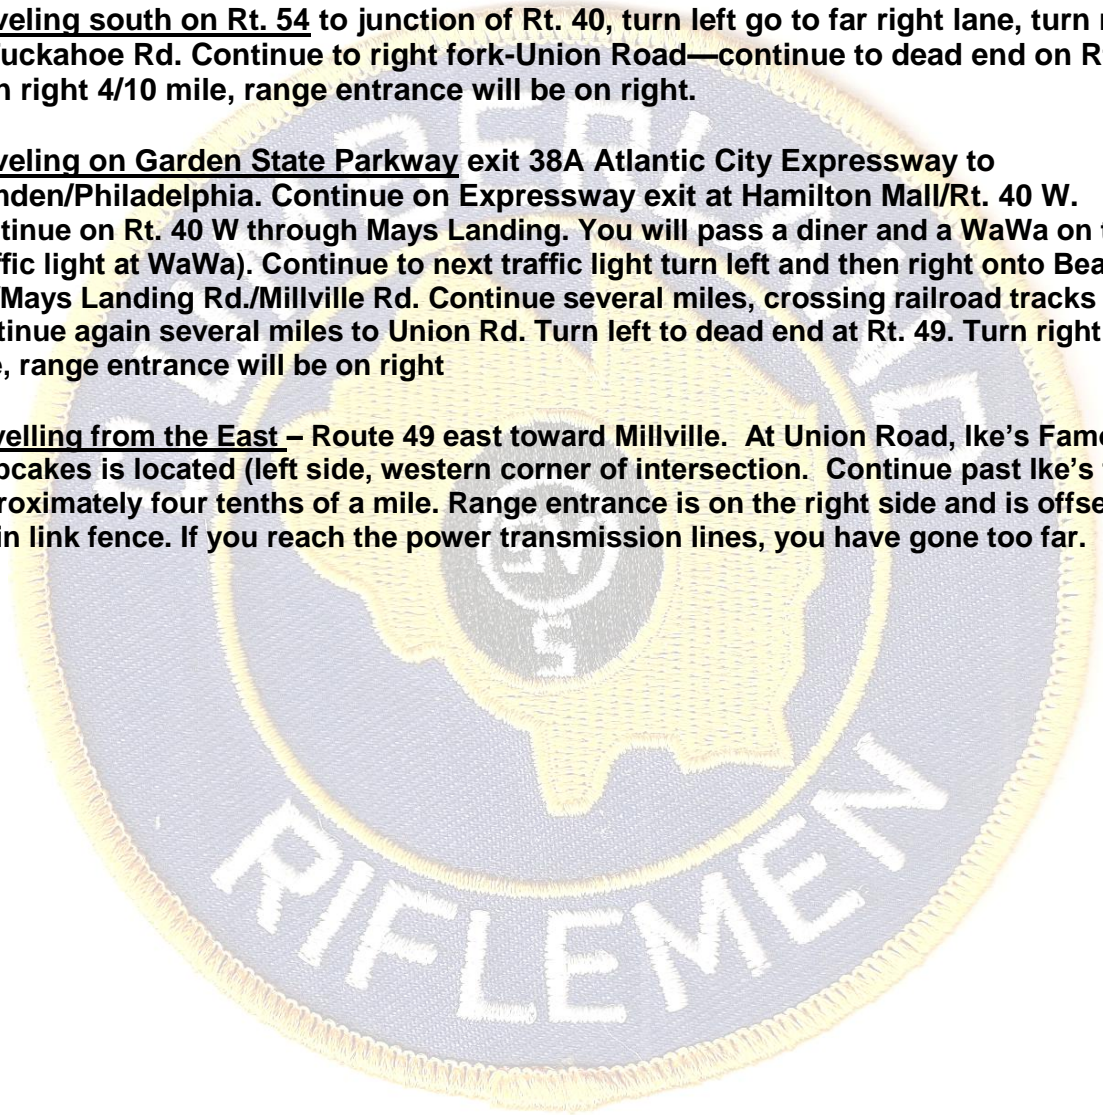 veling south on Rt. 54 to junction of Rt. 40, turn left go to far right lane, turn
uckahoe Rd. Continue to right fork-Union Road—continue to dead end on R
n right 4/10 mile, range entrance will be on right.
veling on Garden State Parkway exit 38A Atlantic City Expressway to
nden/Philadelphia. Continue on Expressway exit at Hamilton Mall/Rt. 40 W.
tinue on Rt. 40 W through Mays Landing. You will pass a diner and a WaWa on
ffic light at WaWa). Continue to next traffic light turn left and then right onto Bea
/Mays Landing Rd./Millville Rd. Continue several miles, crossing railroad tracks
tinue again several miles to Union Rd. Turn left to dead end at Rt. 49. Turn right
e, range entrance will be on right
velling from the East – Route 49 east toward Millville. At Union Road, Ike's Fam
pcakes is located (left side, western corner of intersection. Continue past Ike's
roximately four tenths of a mile. Range entrance is on the right side and is offse
in link fence. If you reach the power transmission lines, you have gone too far.
CUMBERLAND
S
RIFLEMEN